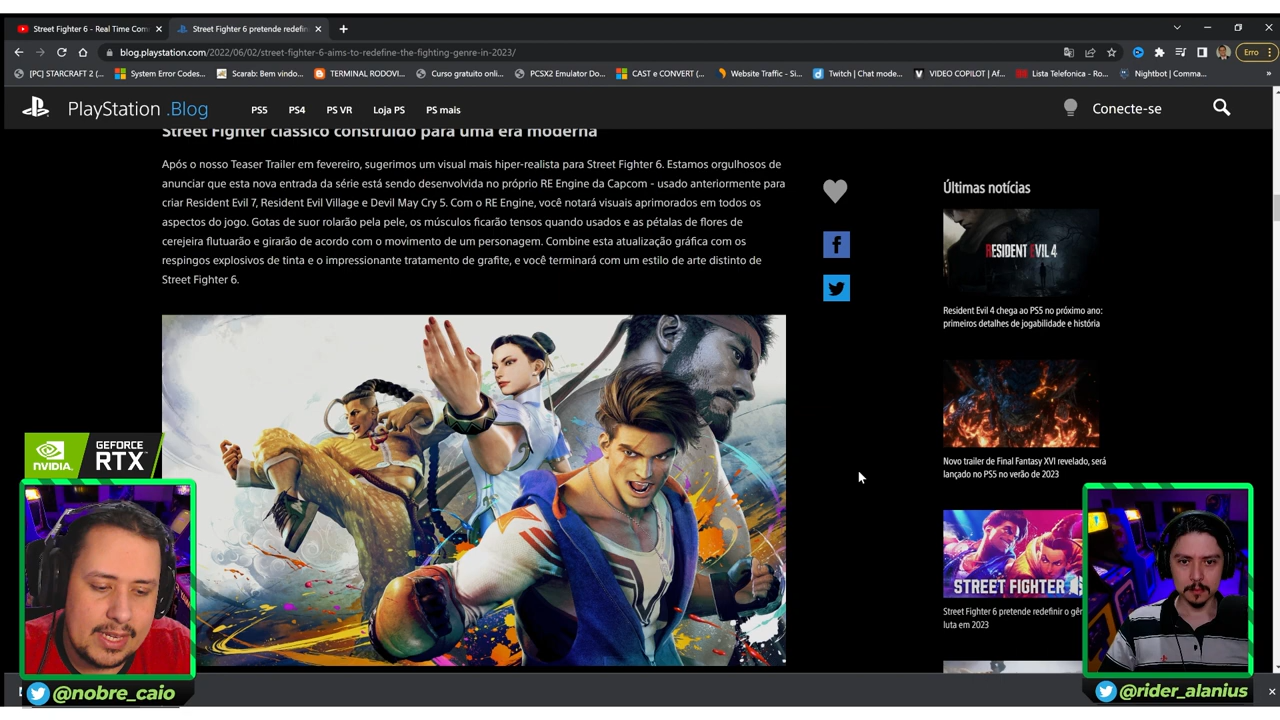 Street Fighter 6 - Real Time Com
Street Fighter 6 pretende redefin
blog.playstation.com/2022/06/02/street-fighter-6-aims-to-redefine-the-fighting-genre-in-2023/
Erro
[PC] STARCRAFT 2 (...
System Error Codes...
Scarab: Bem vindo...
TERMINAL RODOVI...
Curso gratuito onli...
PCSX2 Emulator Do...
CAST e CONVERT (...
Website Traffic - Si...
Twitch | Chat mode...
VIDEO COPILOT | Af...
Lista Telefonica - Ro...
Nightbot | Comma...
»
PlayStation.Blog
PS5
PS4
PS VR
Loja PS
PS mais
Conecte-se
Street Fighter clássico construído para uma era moderna
Após o nosso Teaser Trailer em fevereiro, sugerimos um visual mais hiper-realista para Street Fighter 6. Estamos orgulhosos de
anunciar que esta nova entrada da série está sendo desenvolvida no próprio RE Engine da Capcom - usado anteriormente para
criar Resident Evil 7, Resident Evil Village e Devil May Cry 5. Com o RE Engine, você notará visuais aprimorados em todos os
aspectos do jogo. Gotas de suor rolarão pela pele, os músculos ficarão tensos quando usados e as pétalas de flores de
cerejeira flutuarão e girarão de acordo com o movimento de um personagem. Combine esta atualização gráfica com os
respingos explosivos de tinta e o impressionante tratamento de grafite, e você terminará com um estilo de arte distinto de
Street Fighter 6.
Últimas notícias
RESIDENT EVIL 4
Resident Evil 4 chega ao PS5 no próximo ano:
primeiros detalhes de jogabilidade e história
Novo trailer de Final Fantasy XVI revelado, será
lançado no PS5 no verão de 2023
STREET FIGHTER
Street Fighter 6 pretende redefinir o gên
luta em 2023
NVIDIA.
GEFORCE
RTX
@nobre_caio
@rider_alanius